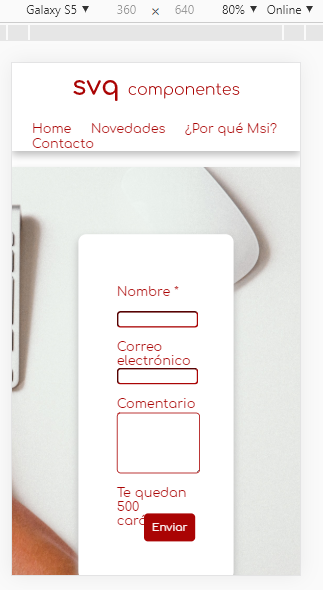 Galaxy S5 ▼ 360 × 640 80% ▼ Online ▼
svq componentes
Home Novedades ¿Por qué Msi?
Contacto
Nombre *
Correo
electrónico
Comentario
Te quedan
500
Enviar